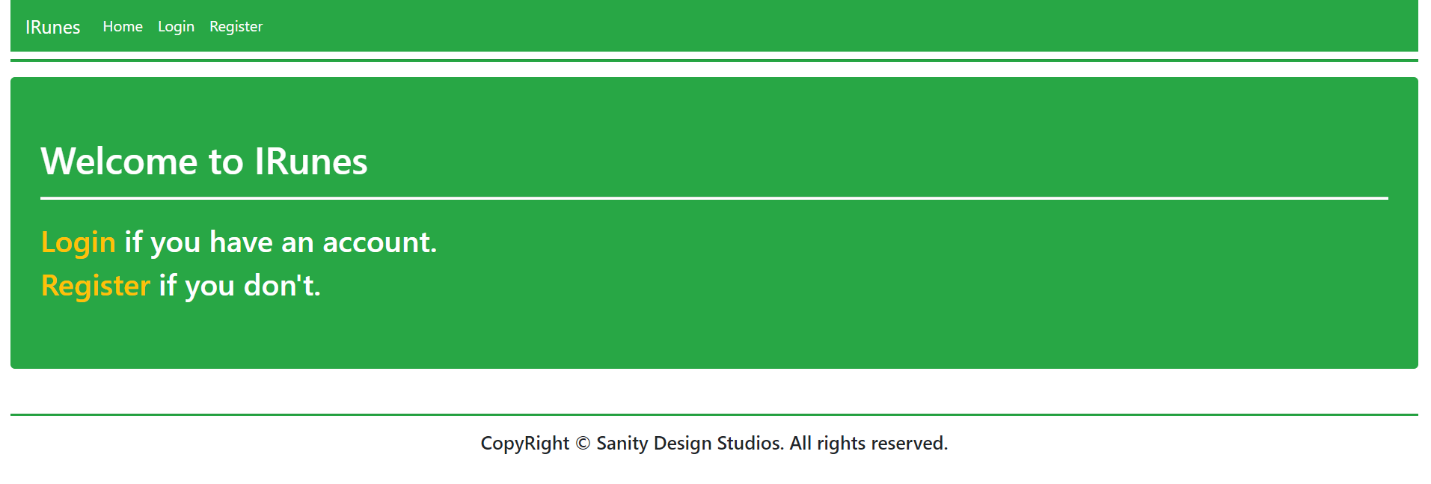 IRunes Home Login Register
Welcome to IRunes
Login if you have an account.
Register if you don't.
CopyRight © Sanity Design Studios. All rights reserved.